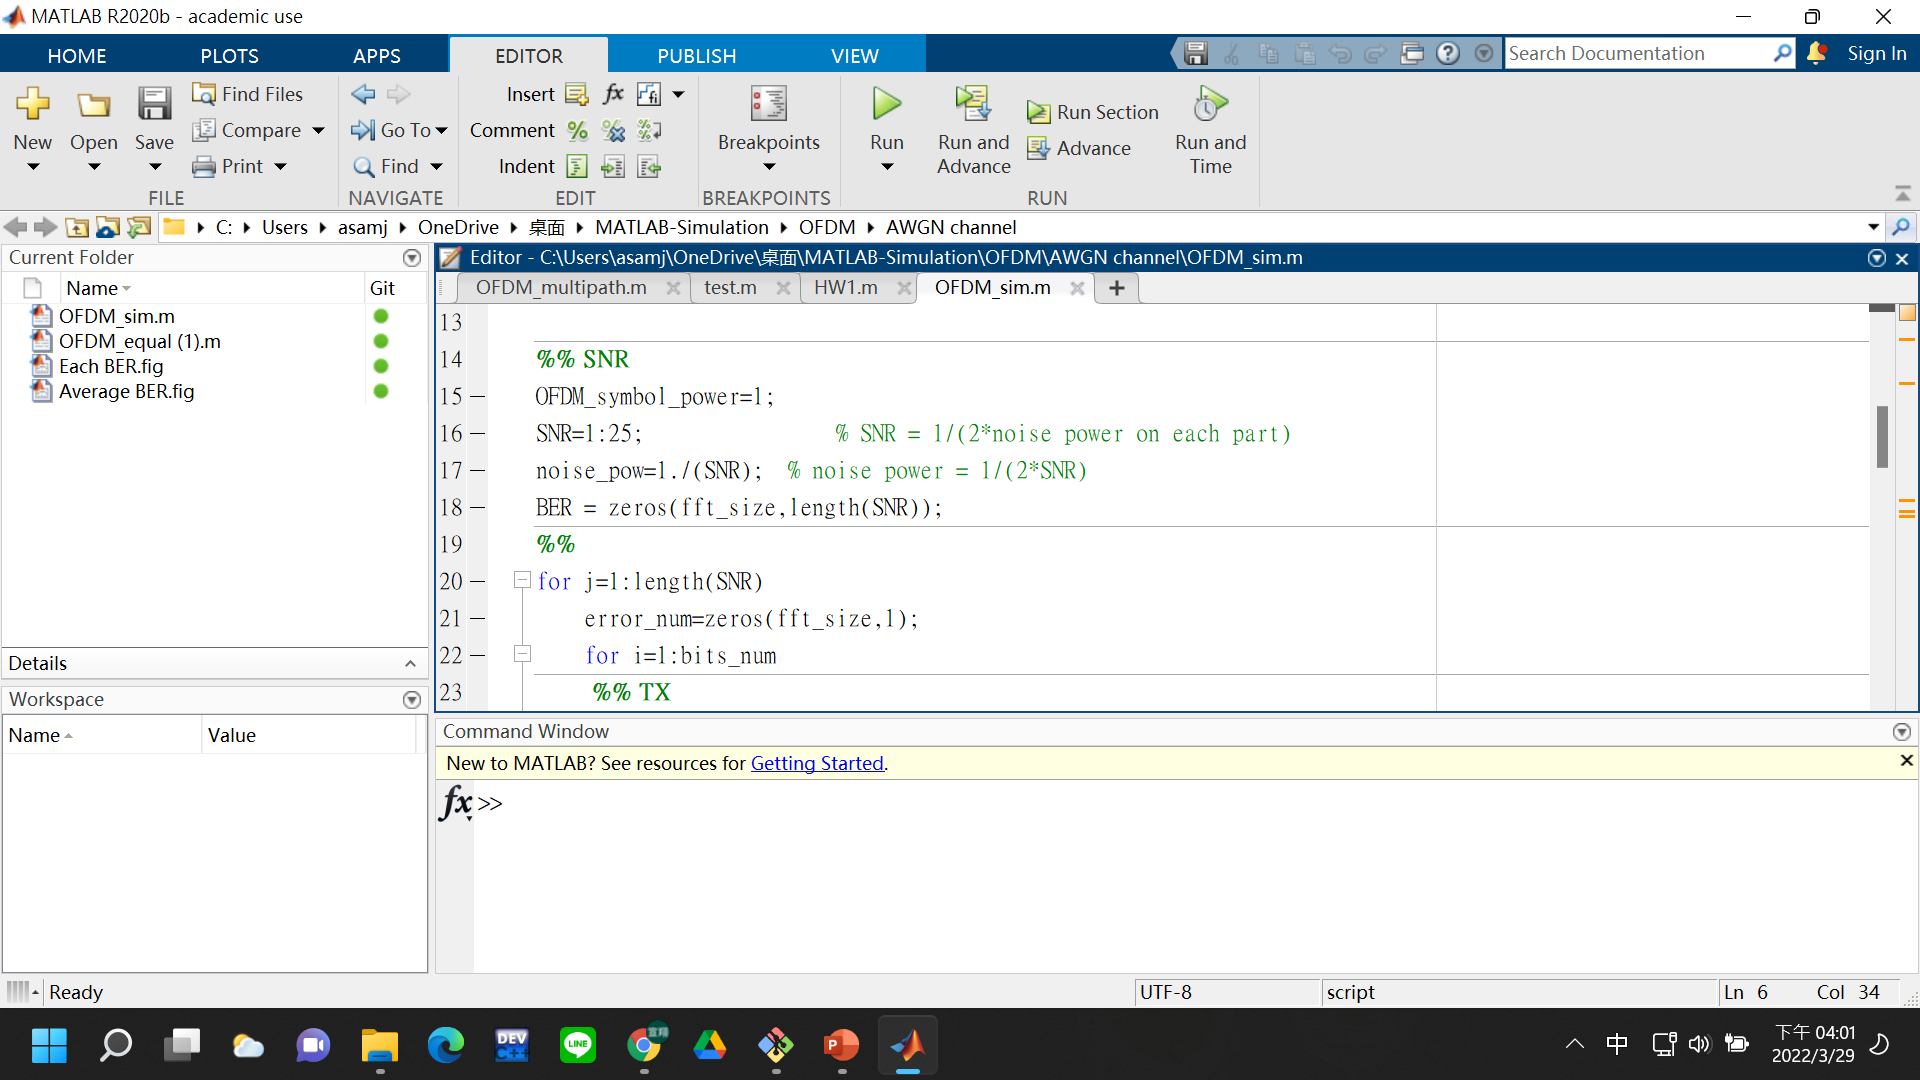 MATLAB R2020b - academic use
HOME PLOTS APPS EDITOR PUBLISH VIEW Search Documentation Sign In
New Open Save Find Files Compare Print FILE
Go To Find NAVIGATE
Insert fx fi Comment Indent EDIT
Breakpoints BREAKPOINTS
Run Run and Advance Run Section Advance Run and Time RUN
C: Users asamj OneDrive 桌面 MATLAB-Simulation OFDM AWGN channel
Current Folder
Name Git
OFDM_sim.m
OFDM_equal (1).m
Each BER.fig
Average BER.fig
Details
Workspace
Name Value
Editor - C:\Users\asamj\OneDrive\桌面\MATLAB-Simulation\OFDM\AWGN channel\OFDM_sim.m
OFDM_multipath.m test.m HW1.m OFDM_sim.m
13
14 %% SNR
15 OFDM_symbol_power=1;
16 SNR=1:25; % SNR = 1/(2*noise power on each part)
17 noise_pow=1./(SNR); % noise power = 1/(2*SNR)
18 BER = zeros(fft_size,length(SNR));
19 %%
20 for j=1:length(SNR)
21 error_num=zeros(fft_size,1);
22 for i=1:bits_num
23 %% TX
Command Window
New to MATLAB? See resources for Getting Started.
fx >>
Ready UTF-8 script Ln 6 Col 34
DEV C++ LINE 宣翔 P 中 下午 04:01
2022/3/29